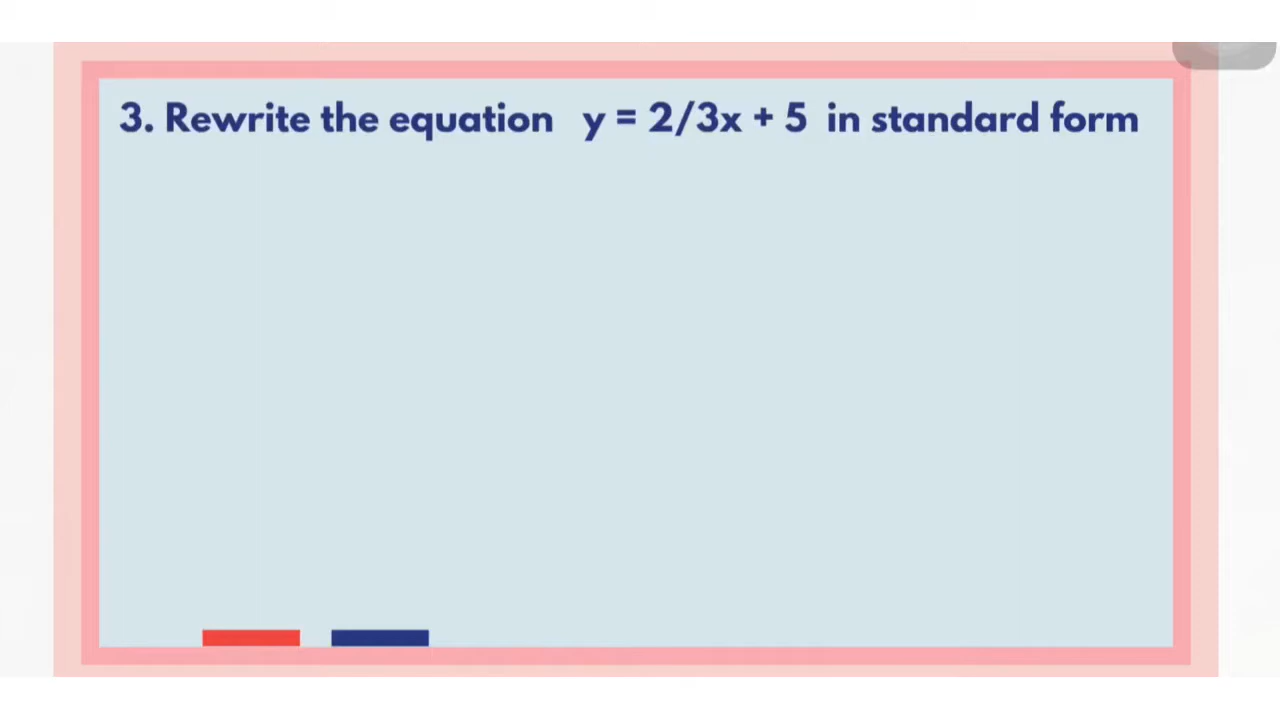 3. Rewrite the equation y = 2/3x + 5 in standard form